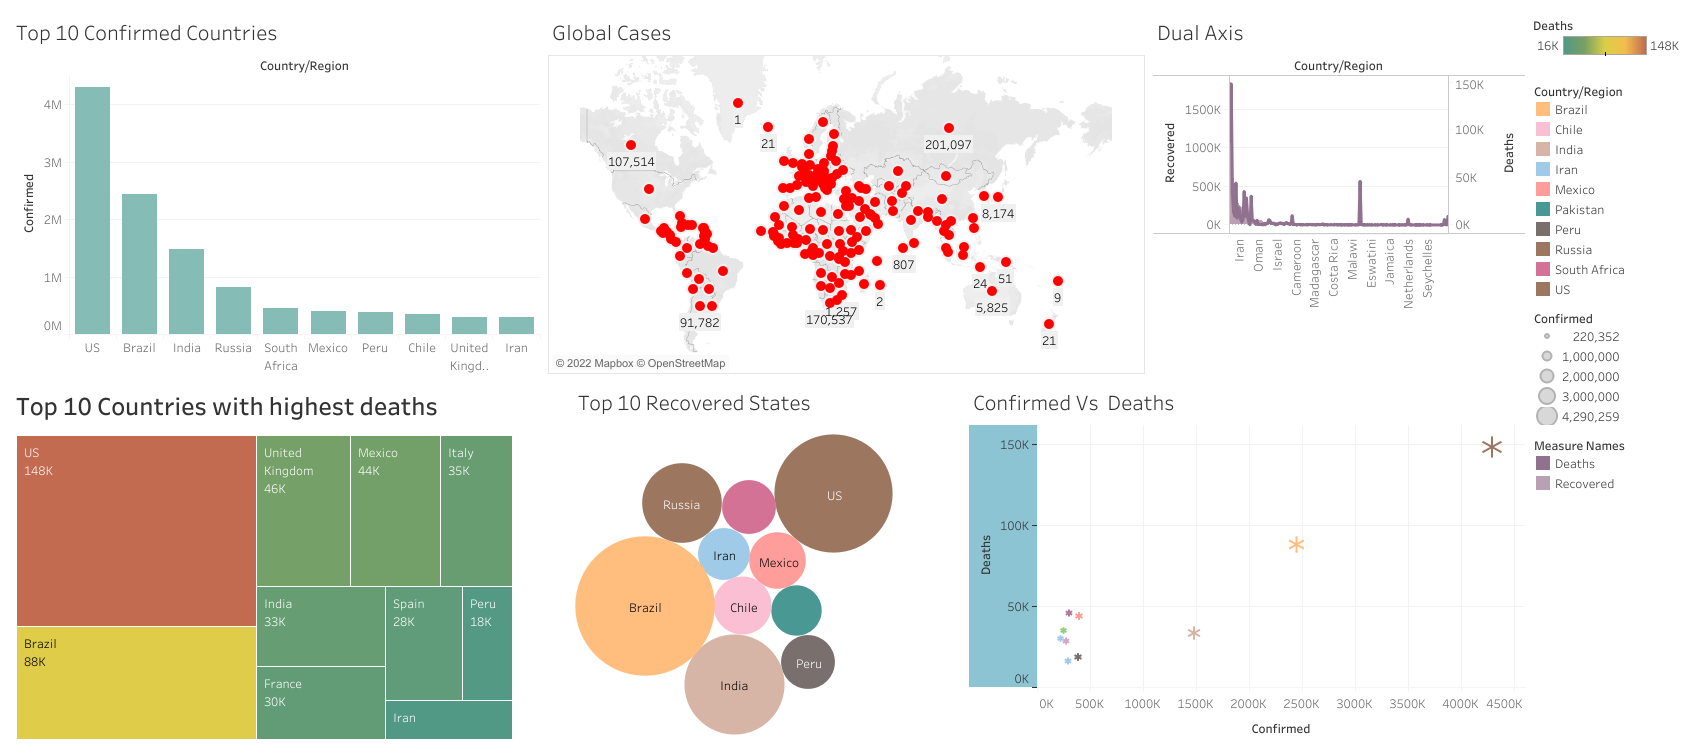 Top 10 Confirmed Countries
Country/Region
Confirmed
4M
3M
2M
1M
0M
US
Brazil
India
Russia
South
Africa
Mexico
Peru
Chile
United
Kingd..
Iran
Global Cases
1
21
107,514
201,097
8,174
807
24
51
2
9
5,825
1,257
170,537
91,782
21
© 2022 Mapbox © OpenStreetMap
Dual Axis
Country/Region
Recovered
1500K
1000K
500K
0K
150K
100K
50K
0K
Deaths
Iran
Oman
Israel
Cameroon
Madagascar
Costa Rica
Malawi
Eswatini
Jamaica
Netherlands
Seychelles
Deaths
16K
148K
Country/Region
Brazil
Chile
India
Iran
Mexico
Pakistan
Peru
Russia
South Africa
US
Confirmed
220,352
1,000,000
2,000,000
3,000,000
4,290,259
Measure Names
Deaths
Recovered
Top 10 Countries with highest deaths
US
148K
Brazil
88K
United
Kingdom
46K
Mexico
44K
Italy
35K
India
33K
France
30K
Spain
28K
Peru
18K
Iran
Top 10 Recovered States
Russia
US
Iran
Mexico
Brazil
Chile
Peru
India
Confirmed Vs Deaths
Deaths
150K
100K
50K
0K
0K
500K
1000K
1500K
2000K
2500K
3000K
3500K
4000K
4500K
Confirmed